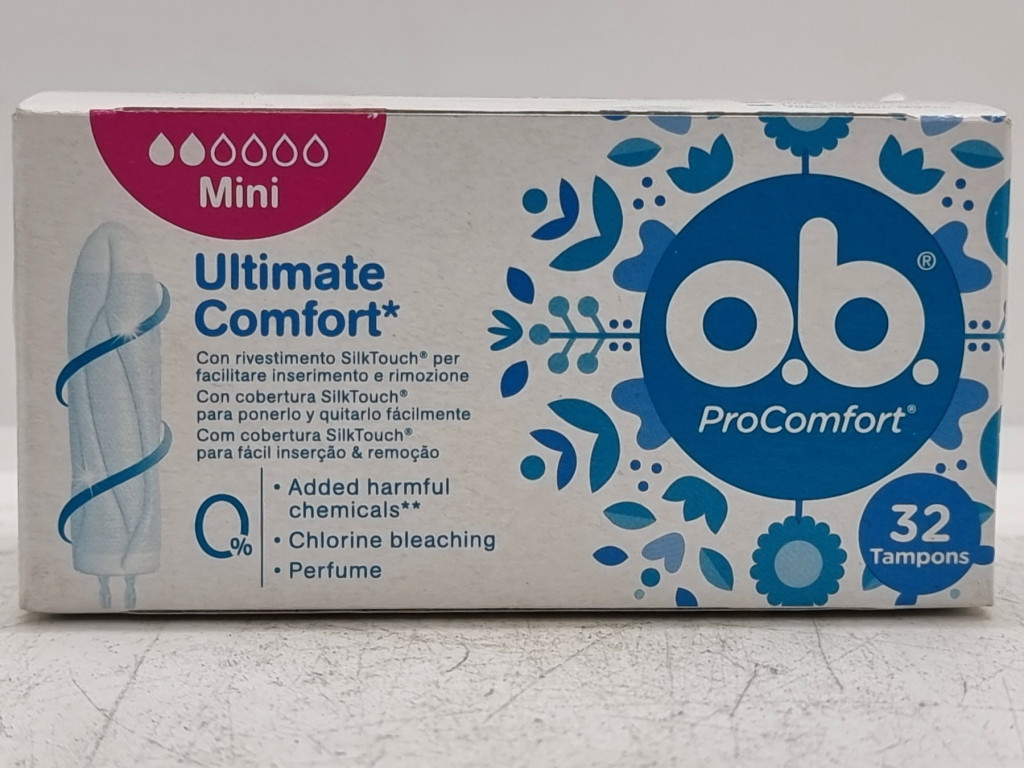 Mini
Ultimate
Comfort*
Con rivestimento SilkTouch® per
facilitare inserimento e rimozione
Con cobertura SilkTouch®
para ponerlo y quitarlo fácilmente
Com cobertura SilkTouch®
para fácil inserção & remoção
0%
• Added harmful
chemicals**
• Chlorine bleaching
• Perfume
o.b.®
ProComfort®
32
Tampons